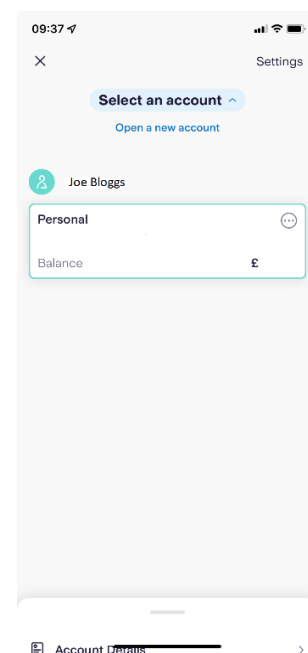 09:37
Settings
Select an account
Open a new account
Joe Bloggs
Personal
Balance £
Account Details